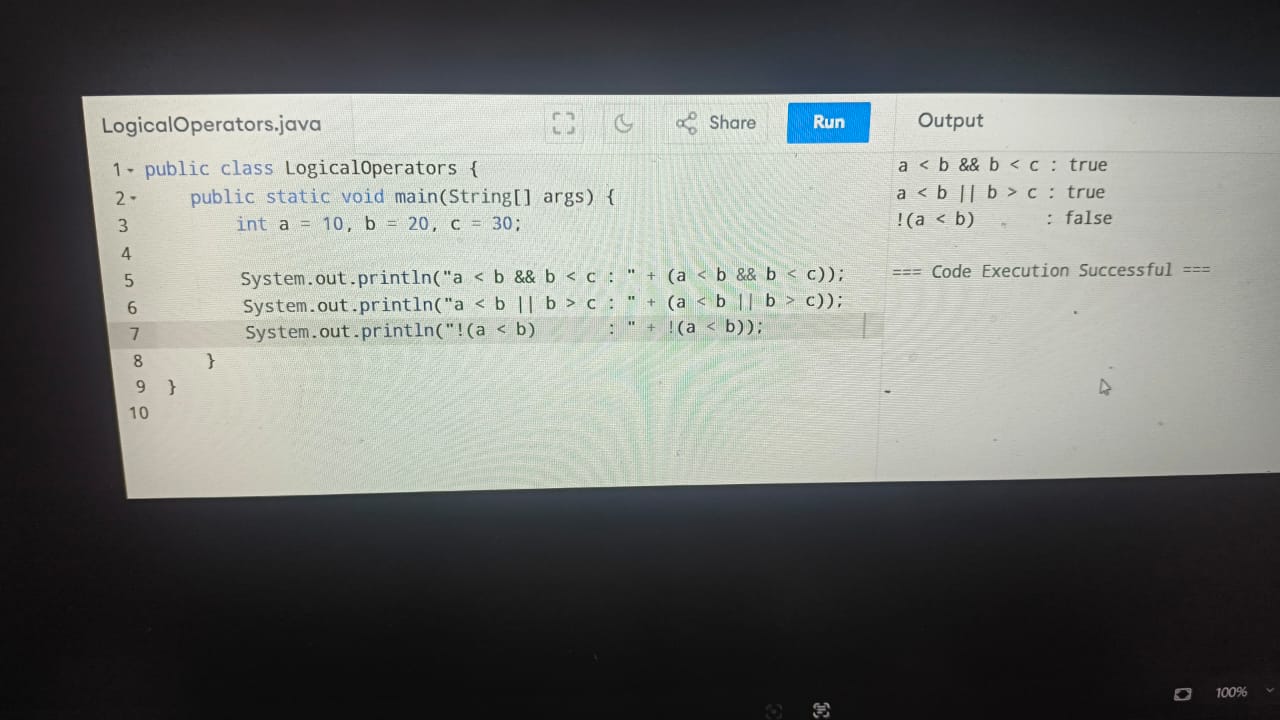 LogicalOperators.java
Share
Run
Output
1 public class LogicalOperators {
2     public static void main(String[] args) {
3         int a = 10, b = 20, c = 30;
4
5         System.out.println("a < b && b < c : " + (a < b && b < c));
6         System.out.println("a < b || b > c : " + (a < b || b > c));
7         System.out.println("!(a < b)       : " + !(a < b));
8     }
9 }
10
a < b && b < c : true
a < b || b > c : true
!(a < b)       : false
=== Code Execution Successful ===
100%